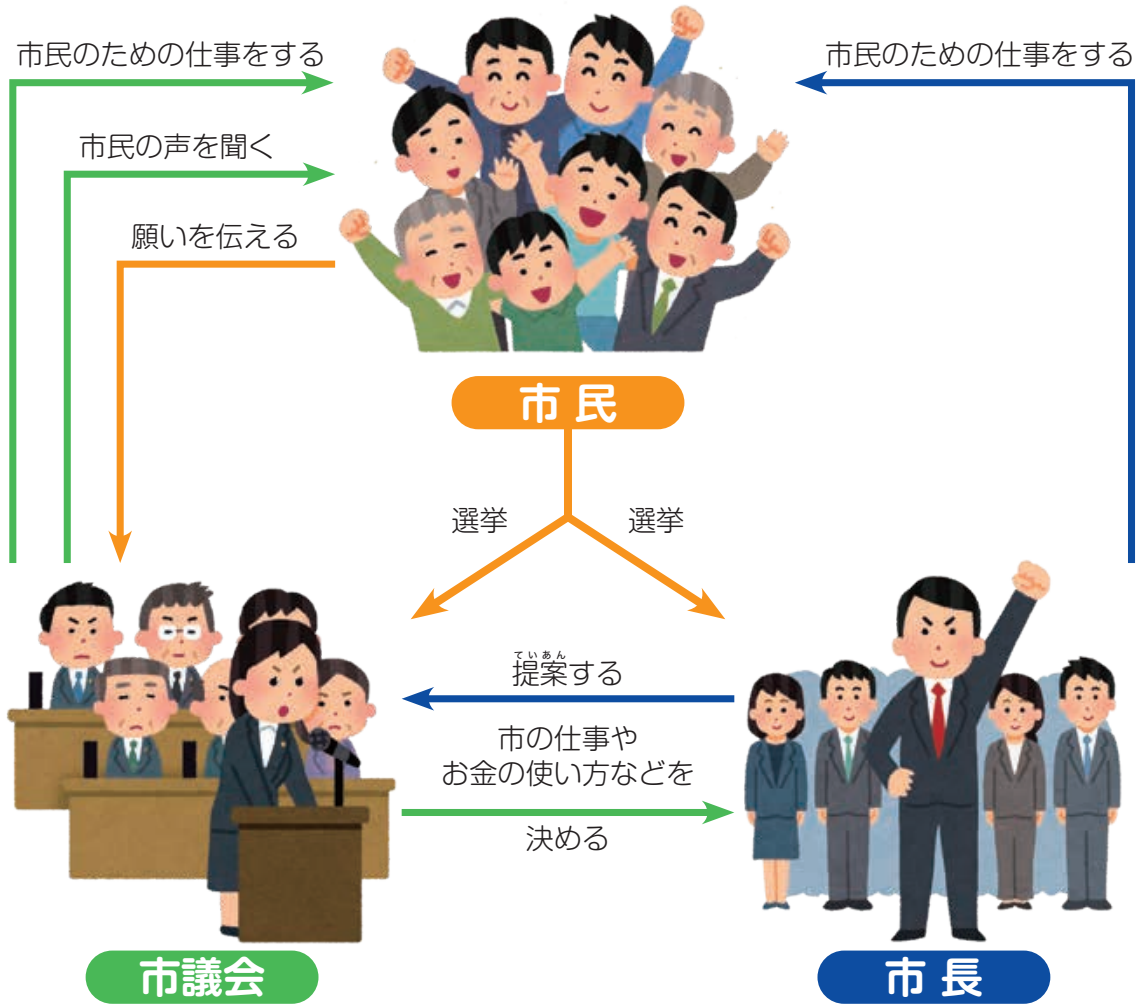 市民のための仕事をする
市民のための仕事をする
市民の声を聞く
願いを伝える
市民
選挙
選挙
ていあん
提案する
市の仕事や
お金の使い方などを
決める
市議会
市長